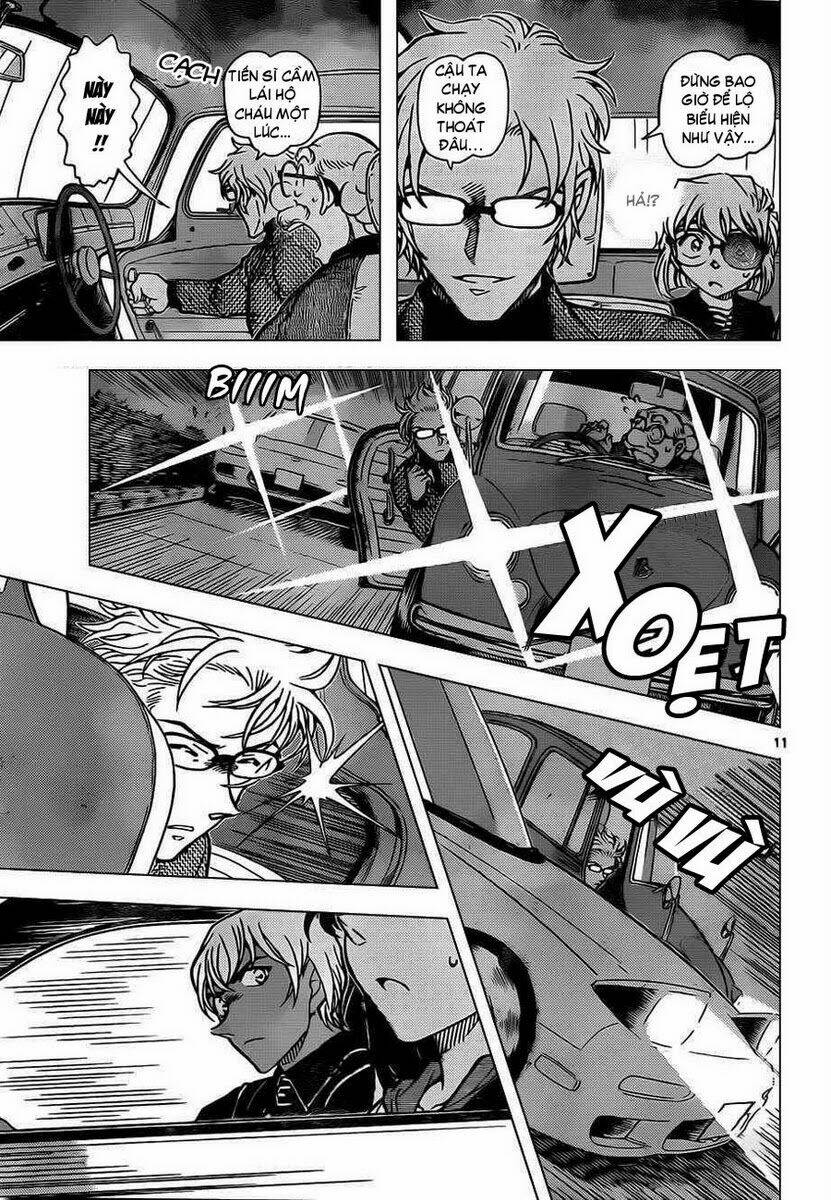 ĐỪNG BAO
GIỜ ĐỂ LỘ
BIỂU HIỆN
NHƯ VẬY...
HẢ!?
CẬU TA
CHẠY
KHÔNG
THOÁT
ĐÂU...
TIẾN SĨ CẦM
LÁI HỘ
CHÁU MỘT
LÚC...
CẠCH
NÀY
NÀY
!!
BIIIM
XOẸT
11
VÙ VÙ